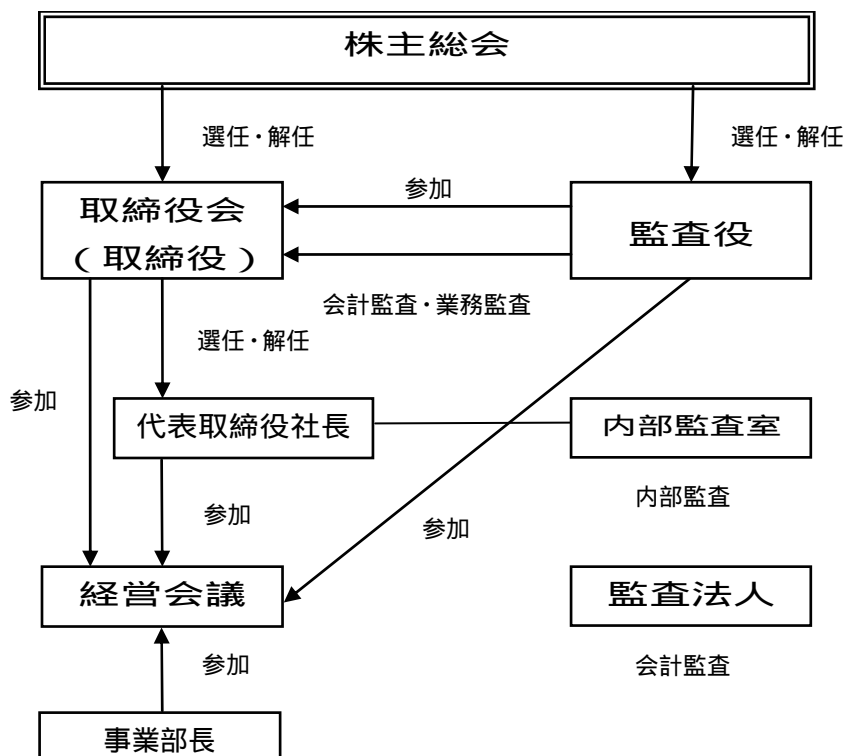 株主総会
選任・解任
選任・解任
取締役会
(取締役)
参加
監査役
会計監査・業務監査
選任・解任
参加
代表取締役社長
内部監査室
内部監査
参加
参加
経営会議
監査法人
参加
会計監査
事業部長